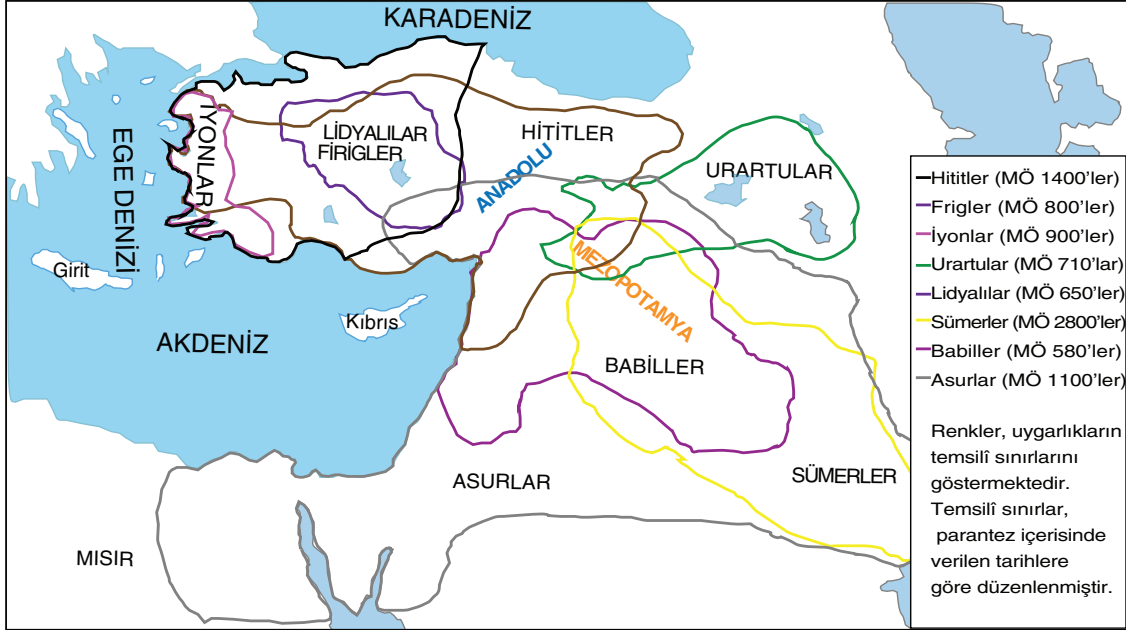 KARADENİZ
EGE DENİZİ
İYONLAR
LİDYALILAR
FİRİGLER
HİTİTLER
ANADOLU
URARTULAR
Girit
Kıbrıs
AKDENİZ
MEZOPOTAMYA
BABİLLER
ASURLAR
SÜMERLER
MISIR
Hititler (MÖ 1400’ler)
Frigler (MÖ 800’ler)
İyonlar (MÖ 900’ler)
Urartular (MÖ 710’lar)
Lidyalılar (MÖ 650’ler)
Sümerler (MÖ 2800’ler)
Babiller (MÖ 580’ler)
Asurlar (MÖ 1100’ler)
Renkler, uygarlıkların
temsilî sınırlarını
göstermektedir.
Temsilî sınırlar,
parantez içerisinde
verilen tarihlere
göre düzenlenmiştir.